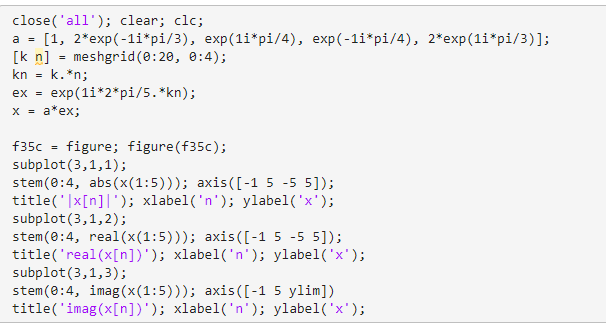 close('all'); clear; clc;
a = [1, 2*exp(-1i*pi/3), exp(1i*pi/4), exp(-1i*pi/4), 2*exp(1i*pi/3)];
[k n] = meshgrid(0:20, 0:4);
kn = k.*n;
ex = exp(1i*2*pi/5.*kn);
x = a*ex;
f35c = figure; figure(f35c);
subplot(3,1,1);
stem(0:4, abs(x(1:5))); axis([-1 5 -5 5]);
title('|x[n]|'); xlabel('n'); ylabel('x');
subplot(3,1,2);
stem(0:4, real(x(1:5))); axis([-1 5 -5 5]);
title('real(x[n])'); xlabel('n'); ylabel('x');
subplot(3,1,3);
stem(0:4, imag(x(1:5))); axis([-1 5 ylim])
title('imag(x[n])'); xlabel('n'); ylabel('x');